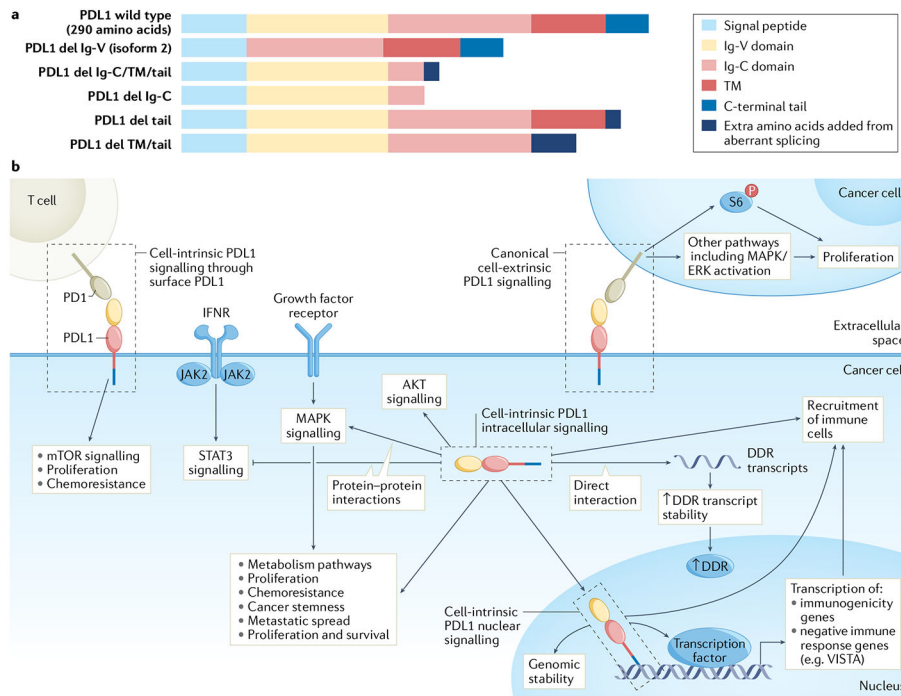 a
PDL1 wild type
(290 amino acids)
PDL1 del Ig-V (isoform 2)
PDL1 del Ig-C/TM/tail
PDL1 del Ig-C
PDL1 del tail
PDL1 del TM/tail
Signal peptide
Ig-V domain
Ig-C domain
TM
C-terminal tail
Extra amino acids added from
aberrant splicing
b
T cell
Cell-intrinsic PDL1
signalling through
surface PDL1
PD1
PDL1
IFNR
JAK2
JAK2
Growth factor
receptor
Canonical
cell-extrinsic
PDL1 signalling
S6
P
Cancer cell
Other pathways
including MAPK/
ERK activation
Proliferation
Extracellular
space
Cancer cell
• mTOR signalling
• Proliferation
• Chemoresistance
STAT3
signalling
MAPK
signalling
AKT
signalling
Cell-intrinsic PDL1
intracellular signalling
Protein–protein
interactions
Direct
interaction
DDR
transcripts
↑DDR transcript
stability
↑DDR
Recruitment
of immune
cells
• Metabolism pathways
• Proliferation
• Chemoresistance
• Cancer stemness
• Metastatic spread
• Proliferation and survival
Cell-intrinsic
PDL1 nuclear
signalling
Genomic
stability
Transcription
factor
Transcription of:
• immunogenicity
genes
• negative immune
response genes
(e.g. VISTA)
Nucleus